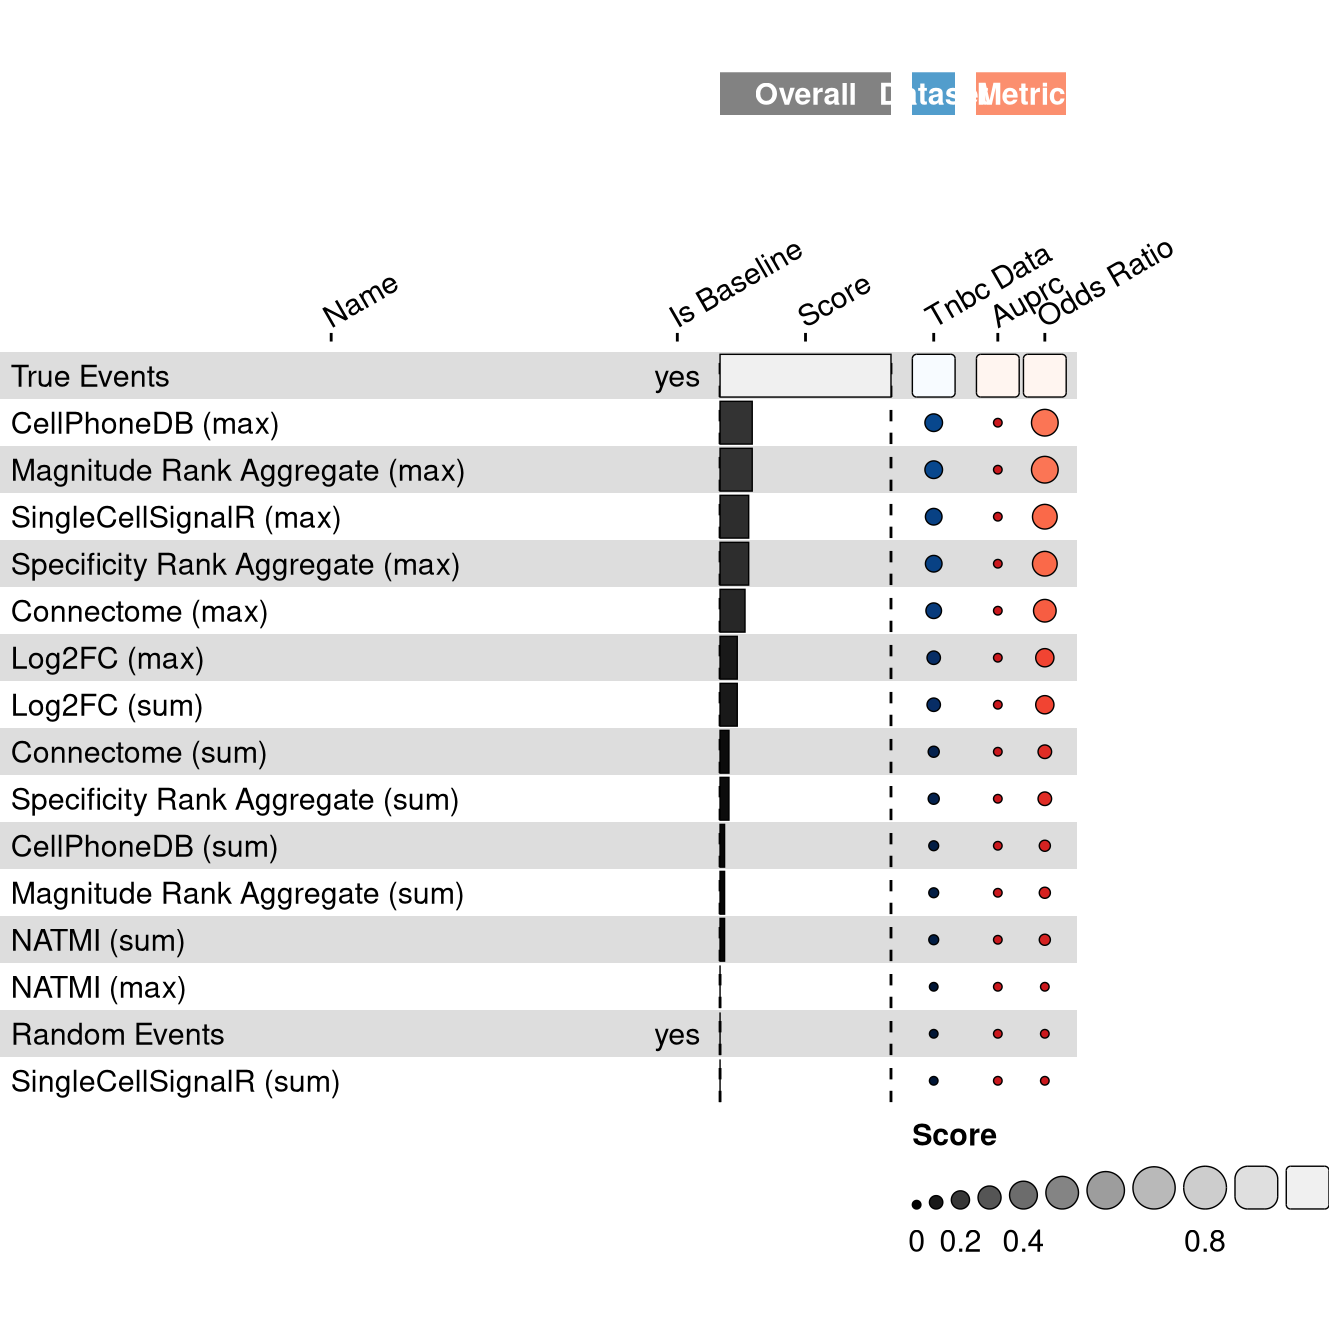 Overall Dataset Metric
Name Is Baseline Score Tnbc Data Auprc Odds Ratio
True Events yes
CellPhoneDB (max)
Magnitude Rank Aggregate (max)
SingleCellSignalR (max)
Specificity Rank Aggregate (max)
Connectome (max)
Log2FC (max)
Log2FC (sum)
Connectome (sum)
Specificity Rank Aggregate (sum)
CellPhoneDB (sum)
Magnitude Rank Aggregate (sum)
NATMI (sum)
NATMI (max)
Random Events yes
SingleCellSignalR (sum)
Score
0 0.2 0.4 0.8